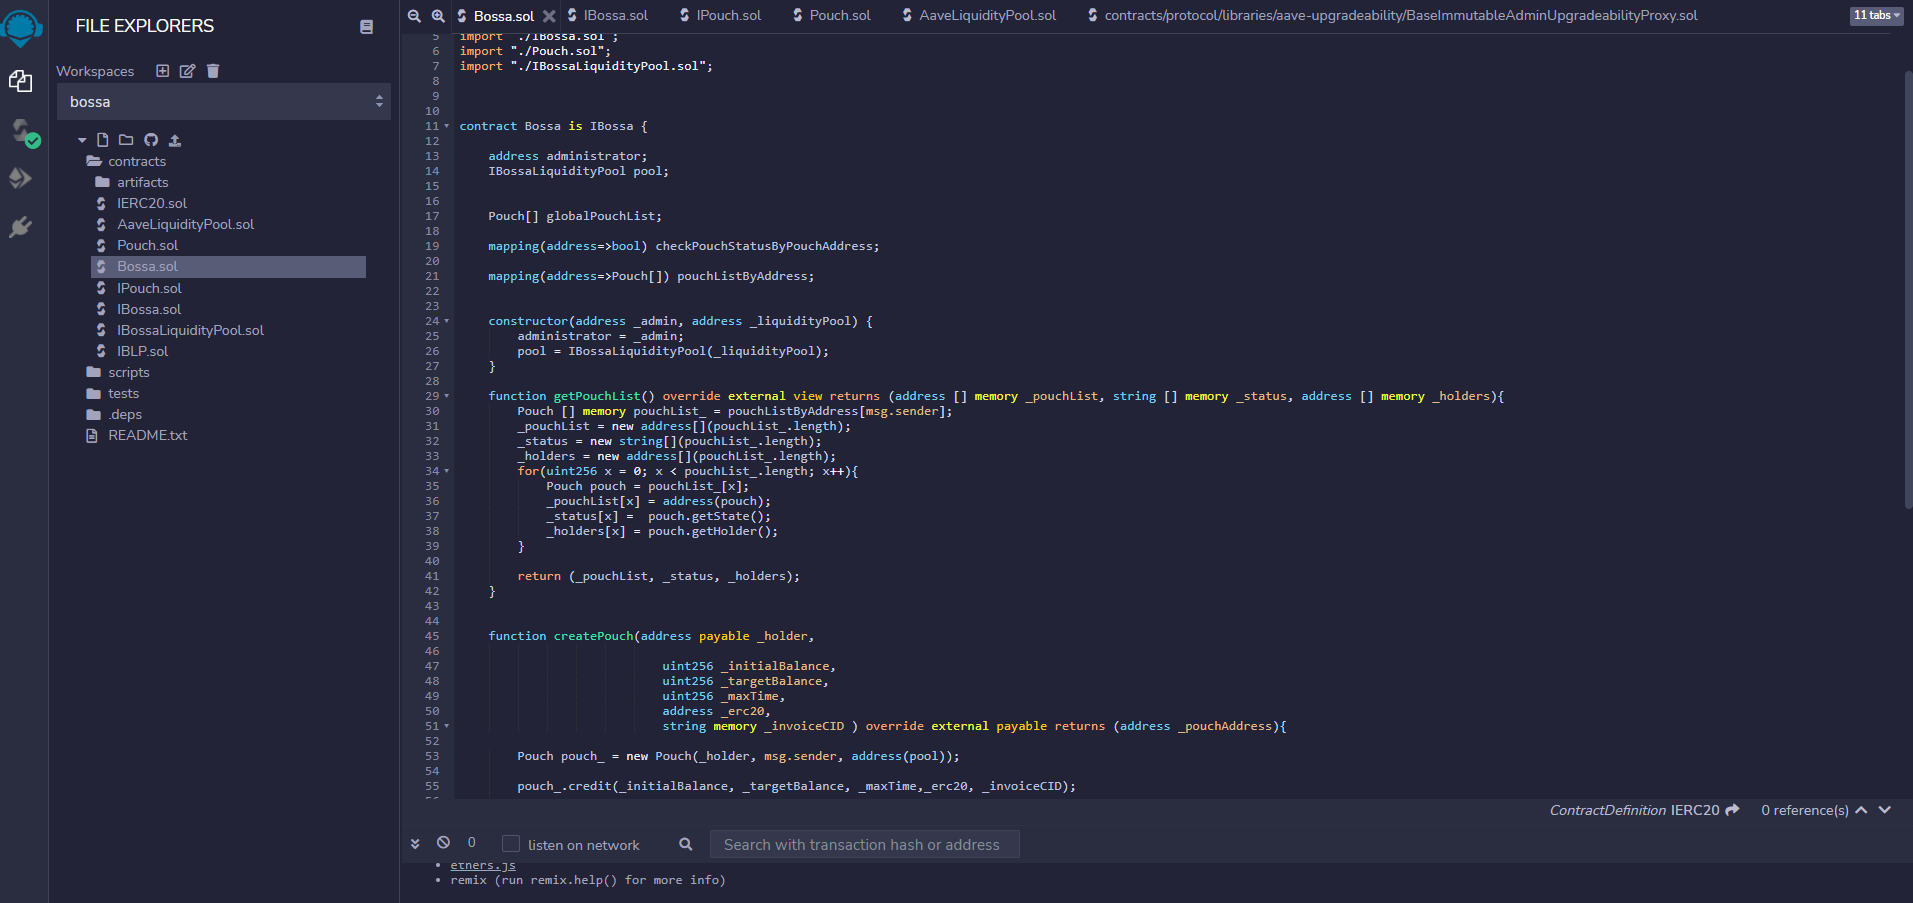 FILE EXPLORERS
Workspaces
bossa
contracts
artifacts
IERC20.sol
AaveLiquidityPool.sol
Pouch.sol
Bossa.sol
IPouch.sol
IBossa.sol
IBossaLiquidityPool.sol
IBLP.sol
scripts
tests
.deps
README.txt
Bossa.sol IBossa.sol IPouch.sol Pouch.sol AaveLiquidityPool.sol contracts/protocol/libraries/aave-upgradeability/BaseImmutableAdminUpgradeabilityProxy.sol 11 tabs
5 import "./IBossa.sol";
6 import "./Pouch.sol";
7 import "./IBossaLiquidityPool.sol";
8
9
10
11 contract Bossa is IBossa {
12
13 address administrator;
14 IBossaLiquidityPool pool;
15
16
17 Pouch[] globalPouchList;
18
19 mapping(address=>bool) checkPouchStatusByPouchAddress;
20
21 mapping(address=>Pouch[]) pouchListByAddress;
22
23
24 constructor(address _admin, address _liquidityPool) {
25 administrator = _admin;
26 pool = IBossaLiquidityPool(_liquidityPool);
27 }
28
29 function getPouchList() override external view returns (address [] memory _pouchList, string [] memory _status, address [] memory _holders){
30 Pouch [] memory pouchList_ = pouchListByAddress[msg.sender];
31 _pouchList = new address[](pouchList_.length);
32 _status = new string[](pouchList_.length);
33 _holders = new address[](pouchList_.length);
34 for(uint256 x = 0; x < pouchList_.length; x++){
35 Pouch pouch = pouchList_[x];
36 _pouchList[x] = address(pouch);
37 _status[x] =  pouch.getState();
38 _holders[x] = pouch.getHolder();
39 }
40
41 return (_pouchList, _status, _holders);
42 }
43
44
45 function createPouch(address payable _holder,
46
47 uint256 _initialBalance,
48 uint256 _targetBalance,
49 uint256 _maxTime,
50 address _erc20,
51 string memory _invoiceCID ) override external payable returns (address _pouchAddress){
52
53 Pouch pouch_ = new Pouch(_holder, msg.sender, address(pool));
54
55 pouch_.credit(_initialBalance, _targetBalance, _maxTime,_erc20, _invoiceCID);
ContractDefinition IERC20 0 reference(s)
0 listen on network Search with transaction hash or address
ethers.js
remix (run remix.help() for more info)